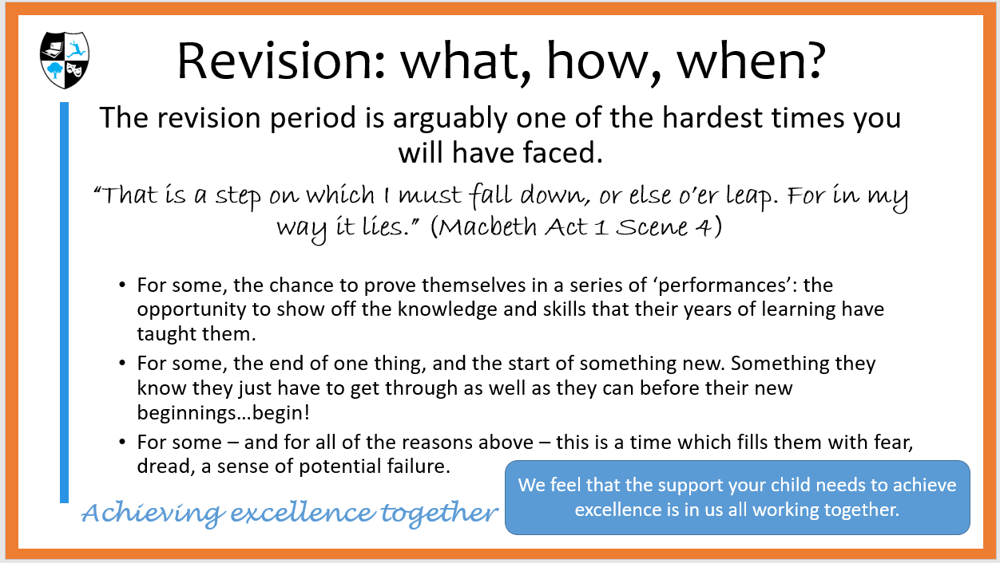 Revision: what, how, when?
The revision period is arguably one of the hardest times you
will have faced.
“That is a step on which I must fall down, or else o’er leap. For in my
way it lies.” (Macbeth Act 1 Scene 4)
• For some, the chance to prove themselves in a series of ‘performances’: the
opportunity to show off the knowledge and skills that their years of learning have
taught them.
• For some, the end of one thing, and the start of something new. Something they
know they just have to get through as well as they can before their new
beginnings…begin!
• For some – and for all of the reasons above – this is a time which fills them with fear,
dread, a sense of potential failure.
Achieving excellence together
We feel that the support your child needs to achieve
excellence is in us all working together.